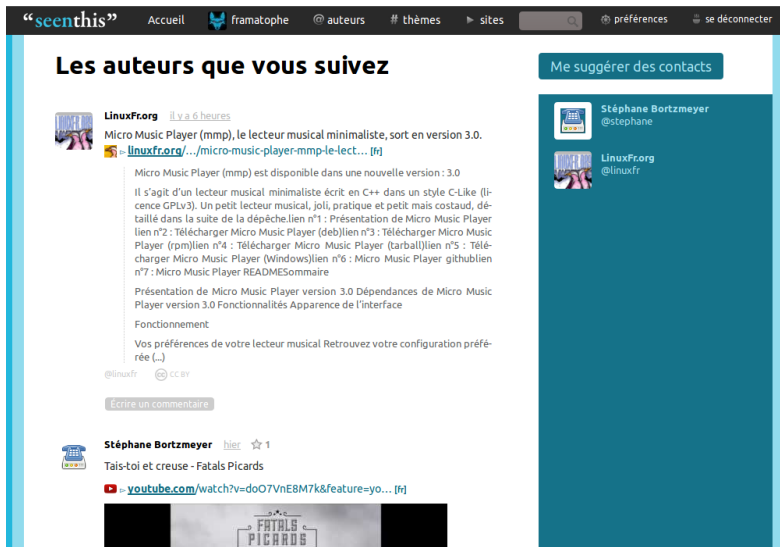 “seenthis” Accueil framatophe @ auteurs # thèmes sites préférences se déconnecter
Les auteurs que vous suivez
Me suggérer des contacts
LinuxFr.org il y a 6 heures
Micro Music Player (mmp), le lecteur musical minimaliste, sort en version 3.0.
linuxfr.org/…/micro-music-player-mmp-le-lect… [fr]
Micro Music Player (mmp) est disponible dans une nouvelle version : 3.0
Il s’agit d’un lecteur musical minimaliste écrit en C++ dans un style C-Like (li-
cence GPLv3). Un petit lecteur musical, joli, pratique et petit mais costaud, dé-
taillé dans la suite de la dépêche.lien n°1 : Présentation de Micro Music Player
lien n°2 : Télécharger Micro Music Player (deb)lien n°3 : Télécharger Micro Music
Player (rpm)lien n°4 : Télécharger Micro Music Player (tarball)lien n°5 : Télé-
charger Micro Music Player (Windows)lien n°6 : Micro Music Player githublien
n°7 : Micro Music Player READMESommaire
Présentation de Micro Music Player version 3.0 Dépendances de Micro Music
Player version 3.0 Fonctionnalités Apparence de l’interface
Fonctionnement
Vos préférences de votre lecteur musical Retrouvez votre configuration préfé-
rée (...)
@linuxfr cc CC BY
Écrire un commentaire
Stéphane Bortzmeyer hier 1
Tais-toi et creuse - Fatals Picards
youtube.com/watch?v=doO7VnE8M7k&feature=yo… [fr]
FATALS
PICARDS
Stéphane Bortzmeyer
@stephane
LinuxFr.org
@linuxfr